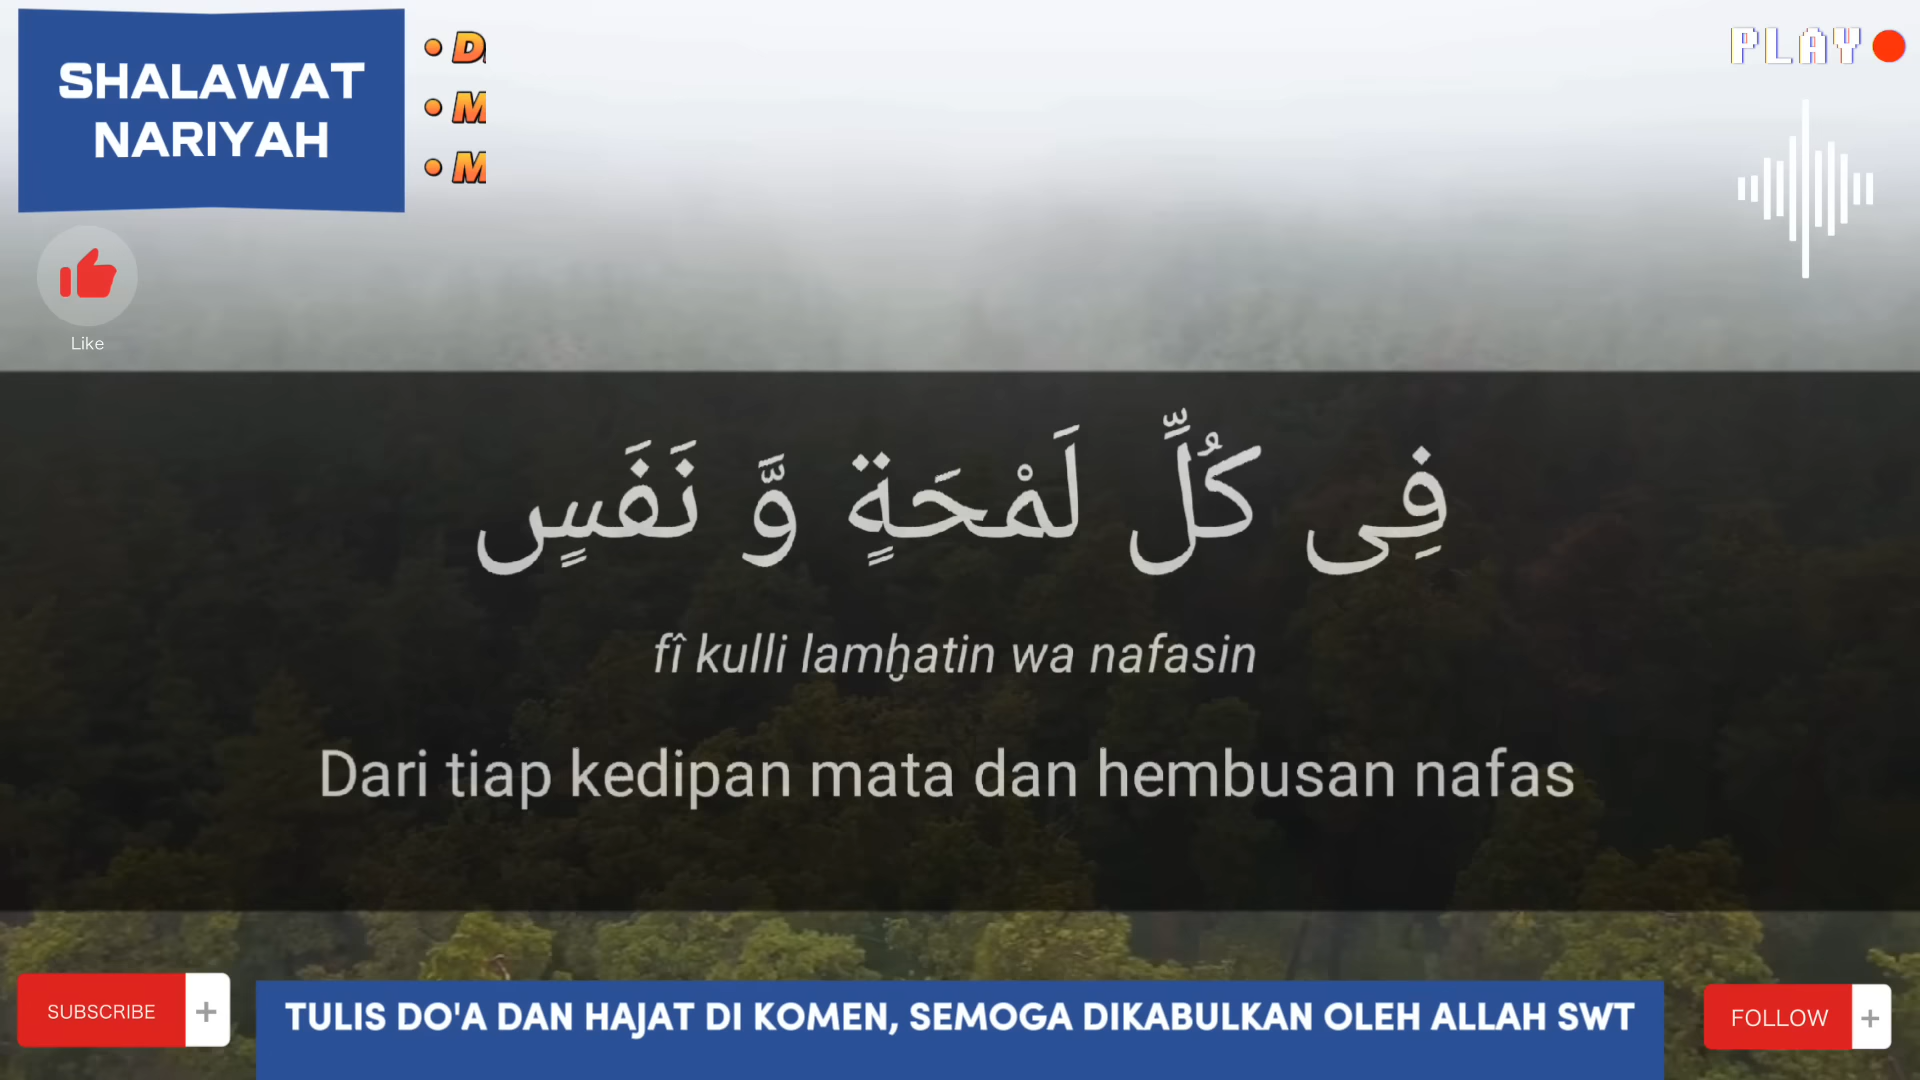 SHALAWAT
NARIYAH
• D
• M
• M
PLAY
Like
فِى كُلِّ لَمْحَةٍ وَّ نَفَسٍ
fî kulli lamḫatin wa nafasin
Dari tiap kedipan mata dan hembusan nafas
SUBSCRIBE +
TULIS DO'A DAN HAJAT DI KOMEN, SEMOGA DIKABULKAN OLEH ALLAH SWT
FOLLOW +